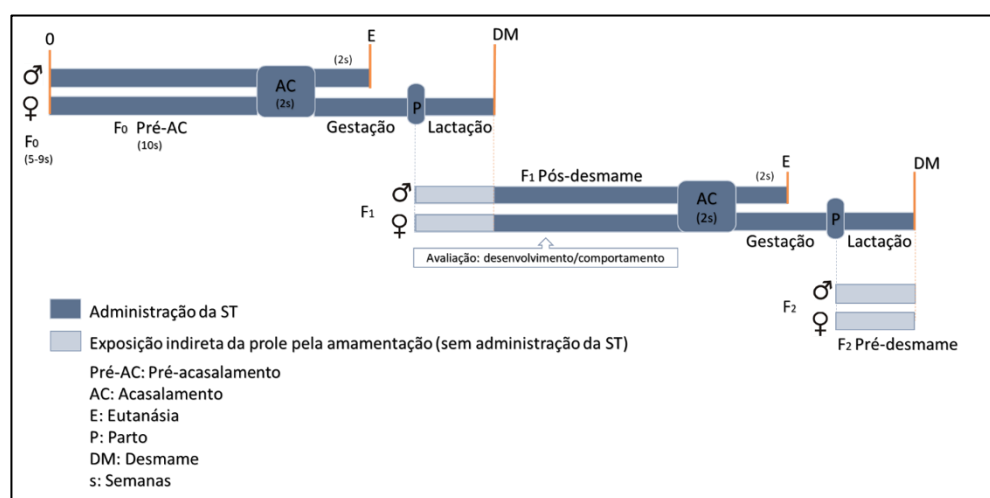 0
E
DM
(2s)
♂
AC
(2s)
♀
P
F₀ Pré-AC
(10s)
Gestação
Lactação
F₀
(5-9s)
E
DM
F₁ Pós-desmame
(2s)
♂
AC
(2s)
F₁
♀
P
Gestação
Lactação
Avaliação: desenvolvimento/comportamento
♂
F₂
♀
F₂ Pré-desmame
Administração da ST
Exposição indireta da prole pela amamentação (sem administração da ST)
Pré-AC: Pré-acasalamento
AC: Acasalamento
E: Eutanásia
P: Parto
DM: Desmame
s: Semanas